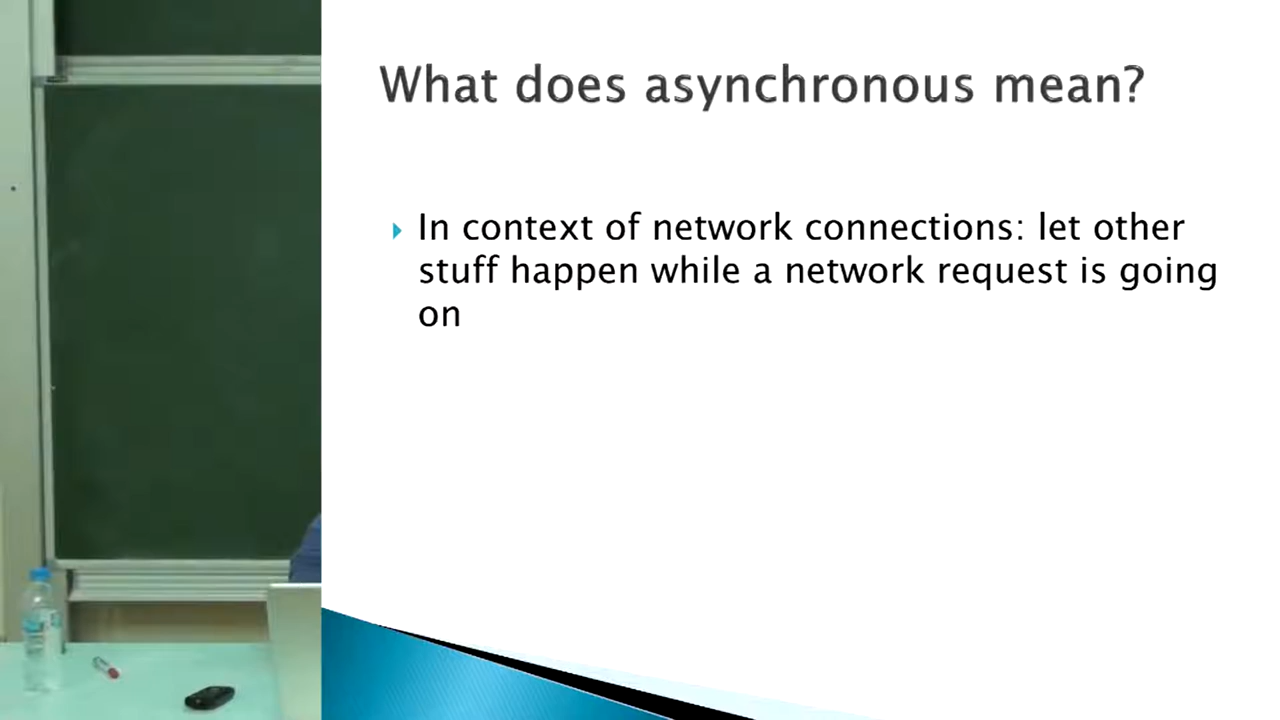 What does asynchronous mean?
In context of network connections: let other
stuff happen while a network request is going
on